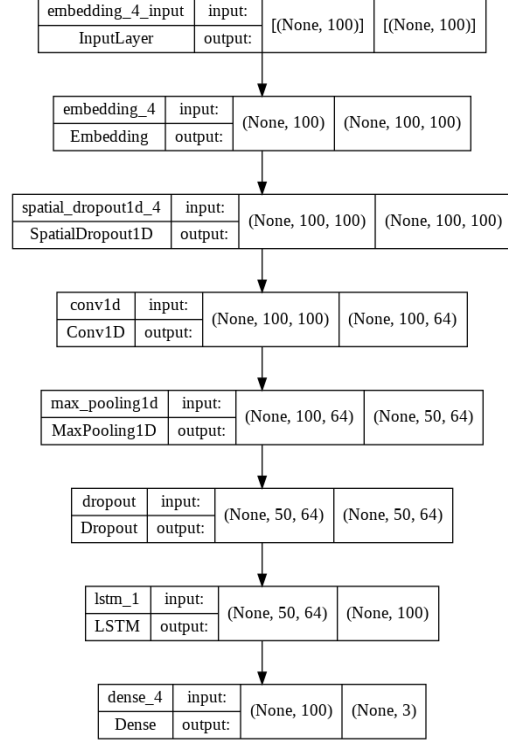 embedding_4_input input: [(None, 100)] [(None, 100)]
InputLayer output:
embedding_4 input: (None, 100) (None, 100, 100)
Embedding output:
spatial_dropout1d_4 input: (None, 100, 100) (None, 100, 100)
SpatialDropout1D output:
conv1d input: (None, 100, 100) (None, 100, 64)
Conv1D output:
max_pooling1d input: (None, 100, 64) (None, 50, 64)
MaxPooling1D output:
dropout input: (None, 50, 64) (None, 50, 64)
Dropout output:
lstm_1 input: (None, 50, 64) (None, 100)
LSTM output:
dense_4 input: (None, 100) (None, 3)
Dense output: